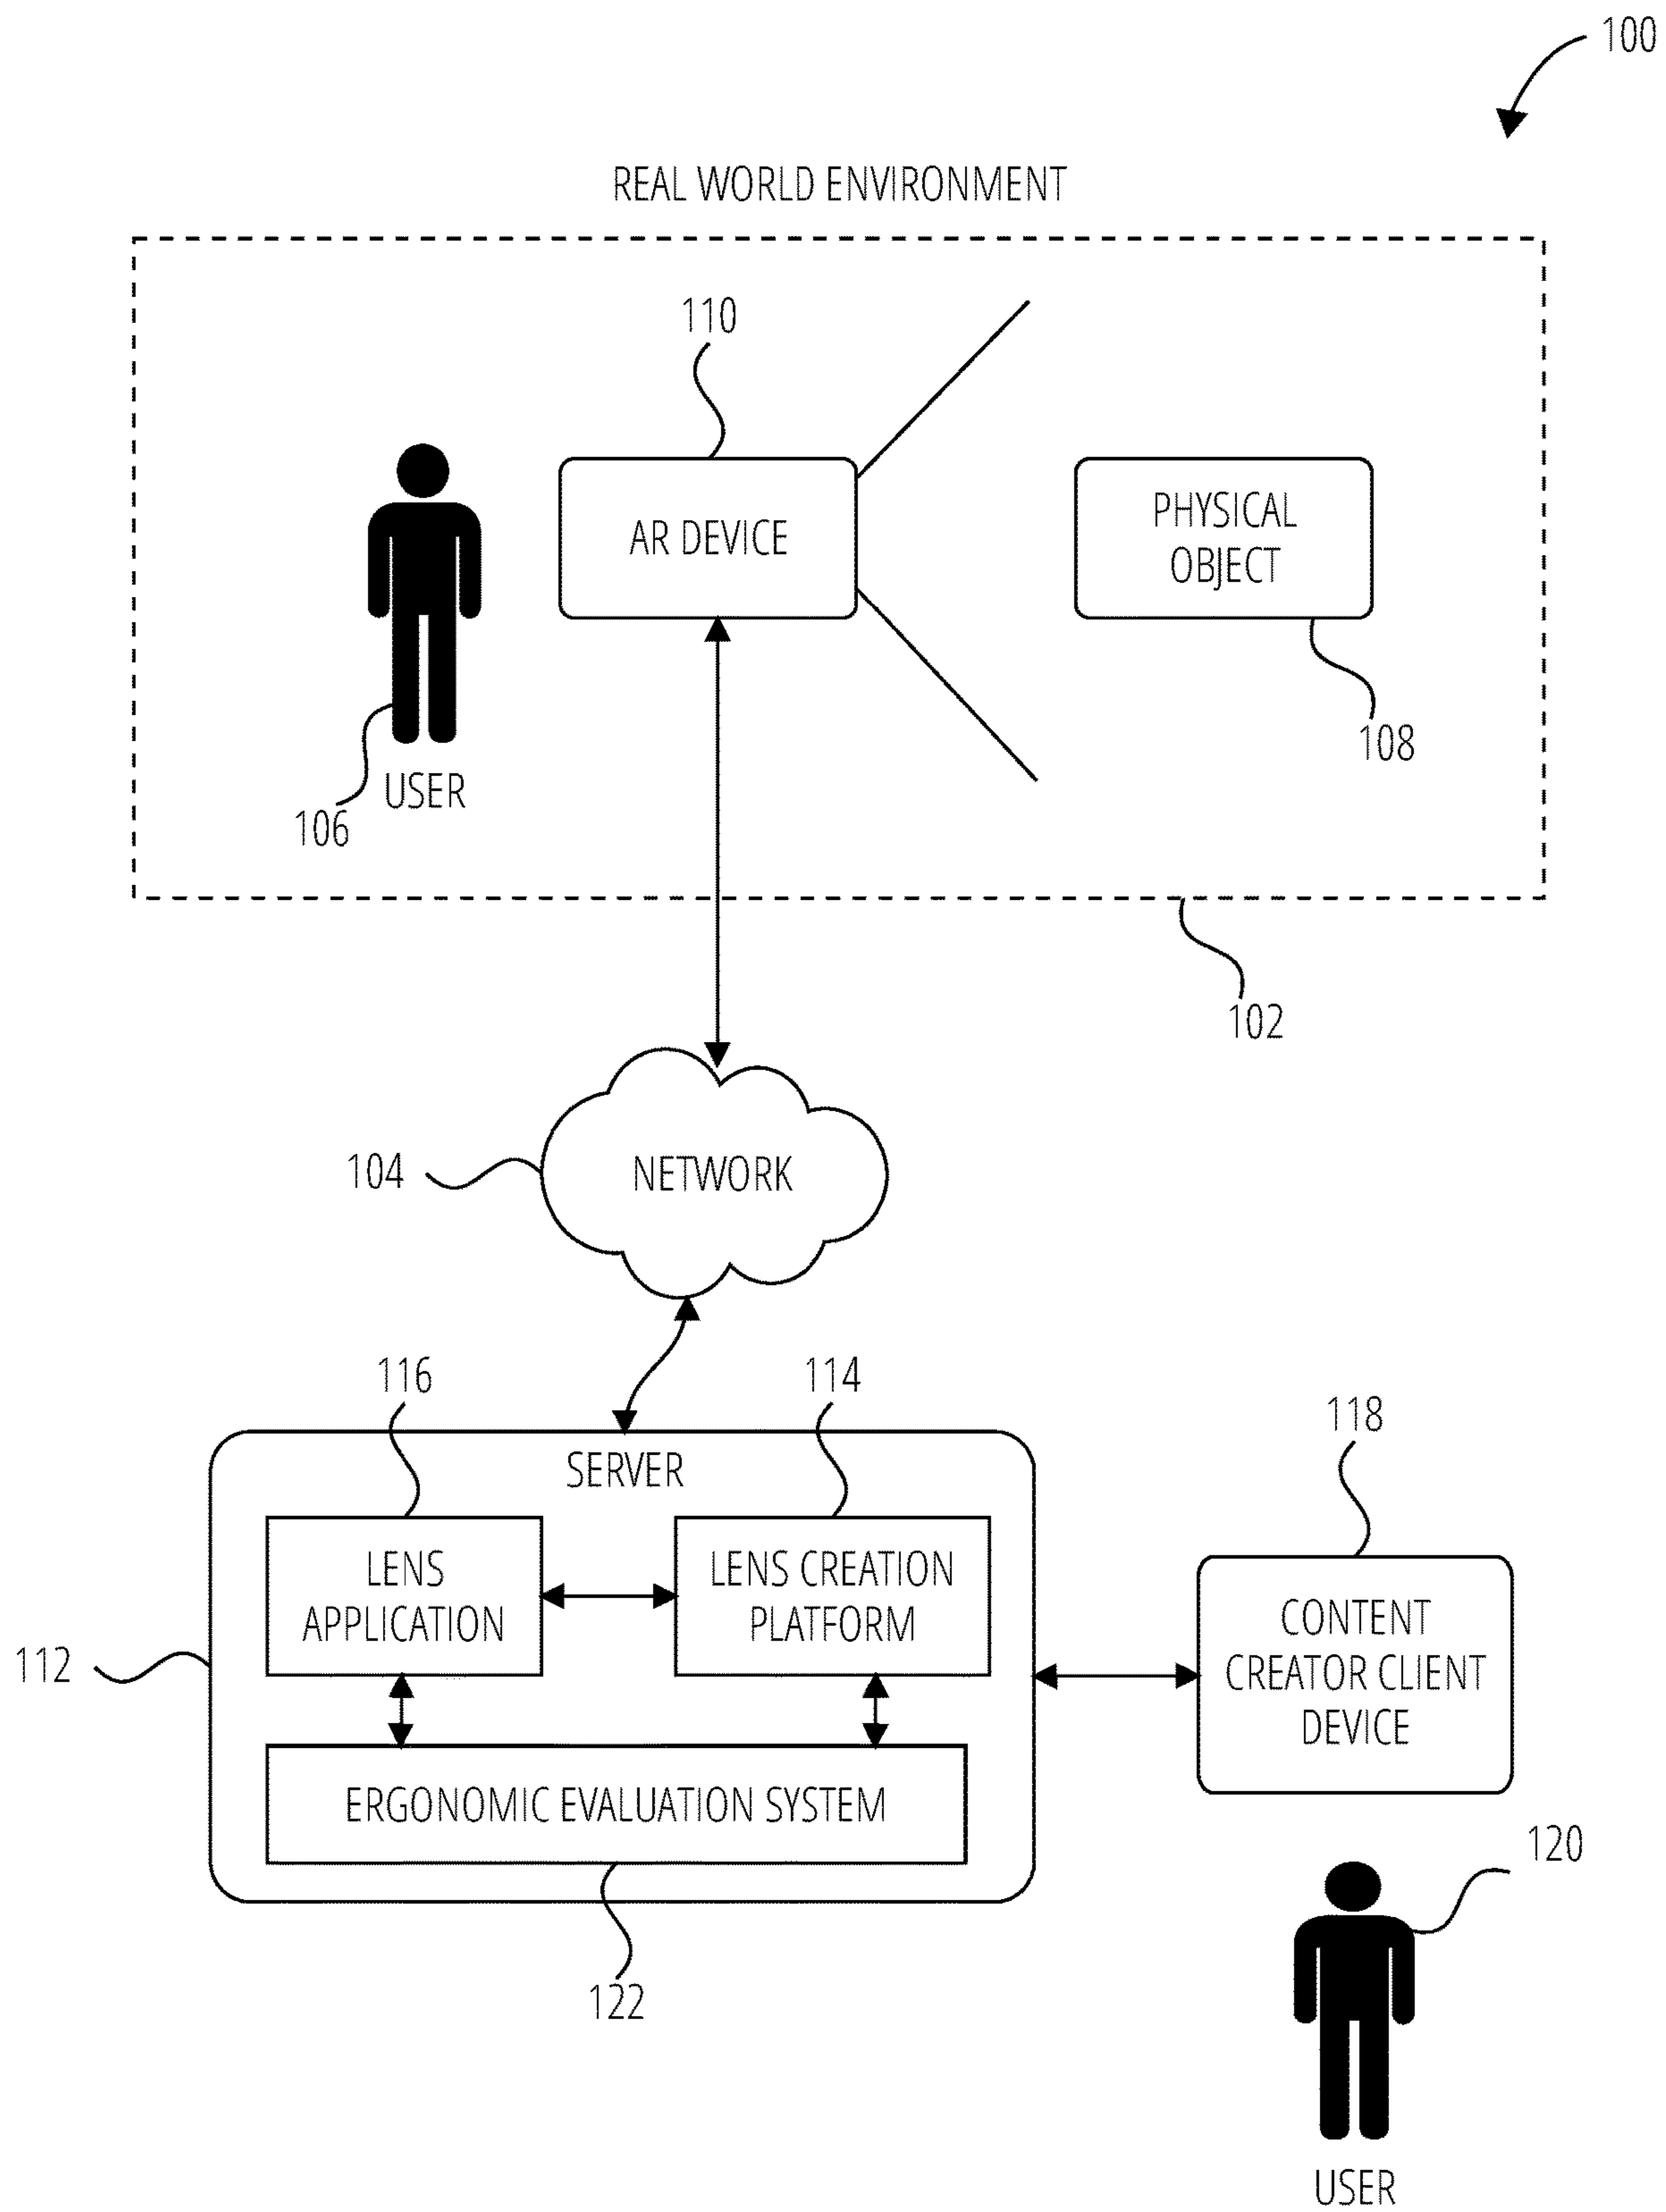 100
REAL WORLD ENVIRONMENT
110
AR DEVICE
PHYSICAL
OBJECT
108
USER
106
102
104
NETWORK
116
114
118
SERVER
LENS
APPLICATION
LENS CREATION
PLATFORM
112
CONTENT
CREATOR CLIENT
DEVICE
ERGONOMIC EVALUATION SYSTEM
120
122
USER